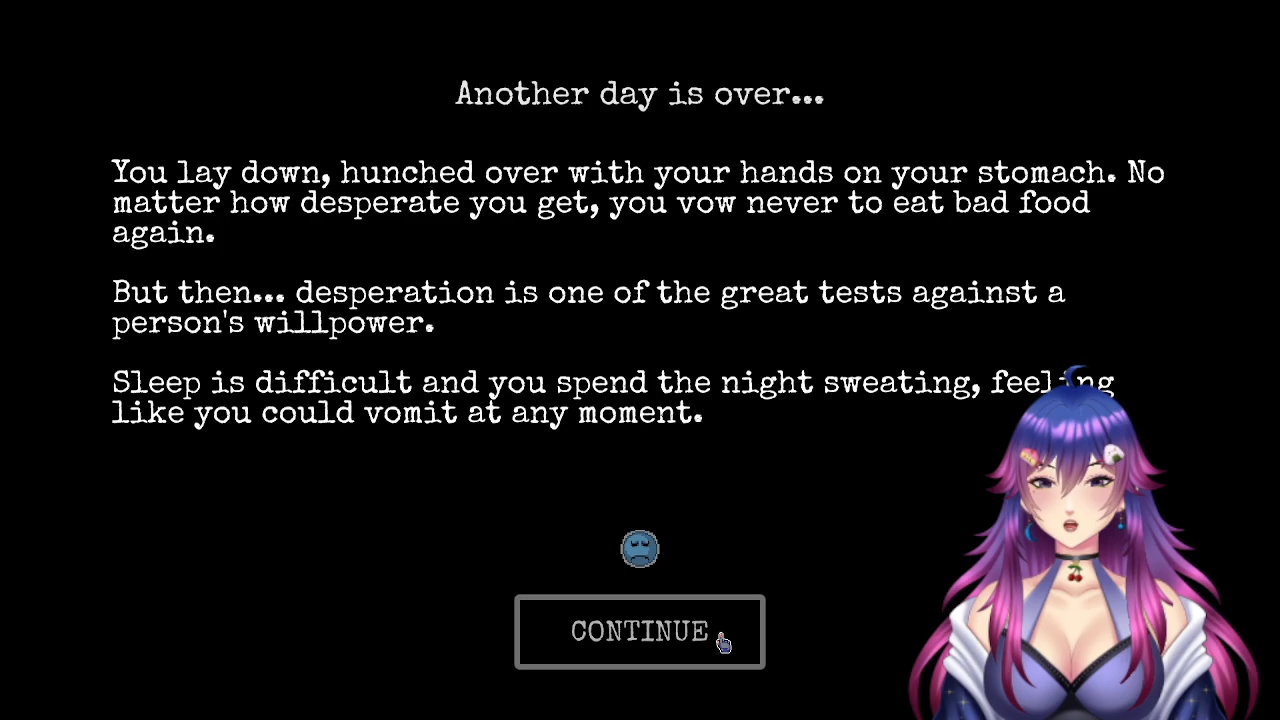 Another day is over...
You lay down, hunched over with your hands on your stomach. No
matter how desperate you get, you vow never to eat bad food
again.
But then... desperation is one of the great tests against a
person's willpower.
Sleep is difficult and you spend the night sweating, feeling
like you could vomit at any moment.
CONTINUE